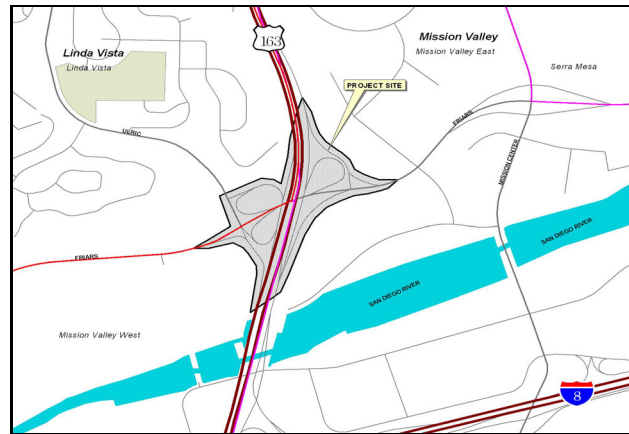 163
Linda Vista
Linda Vista
Mission Valley
Mission Valley East
Serra Mesa
PROJECT SITE
ULRIC
FRIARS
MISSION CENTER
SAN DIEGO RIVER
FRIARS
SAN DIEGO RIVER
Mission Valley West
8